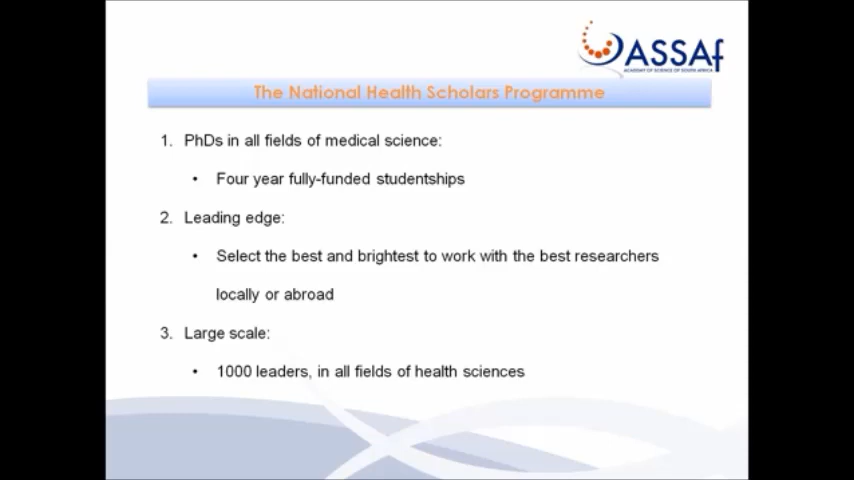 ASSAf
ACADEMY OF SCIENCE OF SOUTH AFRICA
The National Health Scholars Programme
1. PhDs in all fields of medical science:
• Four year fully-funded studentships
2. Leading edge:
• Select the best and brightest to work with the best researchers
locally or abroad
3. Large scale:
• 1000 leaders, in all fields of health sciences